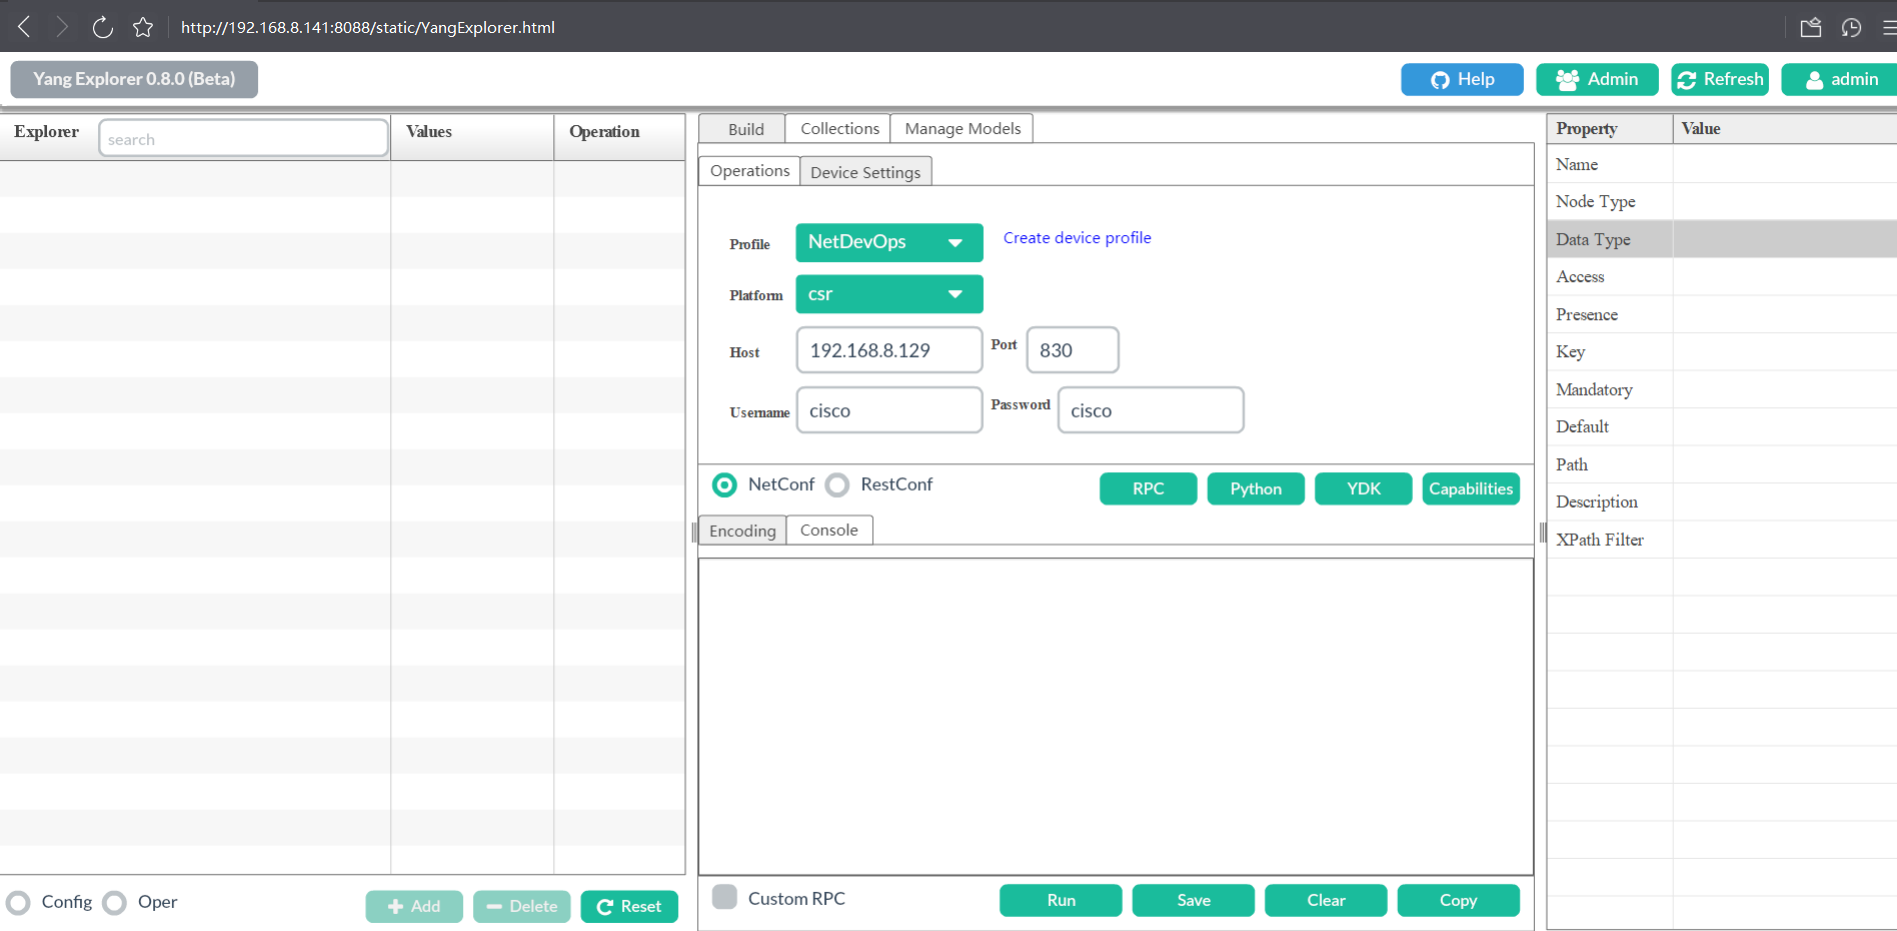 http://192.168.8.141:8088/static/YangExplorer.html
Yang Explorer 0.8.0 (Beta)
Help
Admin
Refresh
admin
Explorer
search
Values
Operation
Build
Collections
Manage Models
Operations
Device Settings
Profile
NetDevOps
Create device profile
Platform
csr
Host
192.168.8.129
Port
830
Username
cisco
Password
cisco
NetConf
RestConf
RPC
Python
YDK
Capabilities
Encoding
Console
Custom RPC
Run
Save
Clear
Copy
Config
Oper
Add
Delete
Reset
Property
Value
Name
Node Type
Data Type
Access
Presence
Key
Mandatory
Default
Path
Description
XPath Filter